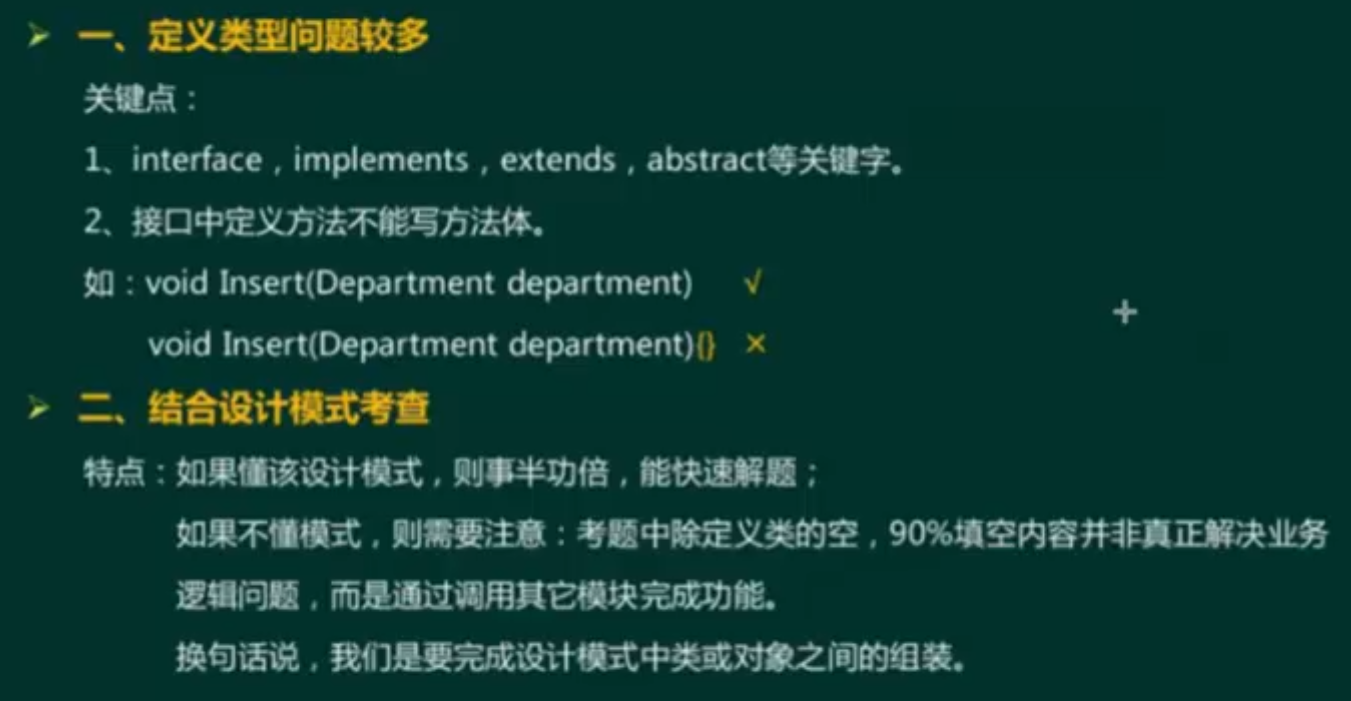 ➢ 一、定义类型问题较多
关键点：
1、interface，implements，extends，abstract等关键字。
2、接口中定义方法不能写方法体。
如：void Insert(Department department) √
void Insert(Department department){} ×
➢ 二、结合设计模式考查
特点：如果懂该设计模式，则事半功倍，能快速解题；
如果不懂模式，则需要注意：考题中除定义类的空，90%填空内容并非真正解决业务
逻辑问题，而是通过调用其它模块完成功能。
换句话说，我们是要完成设计模式中类或对象之间的组装。